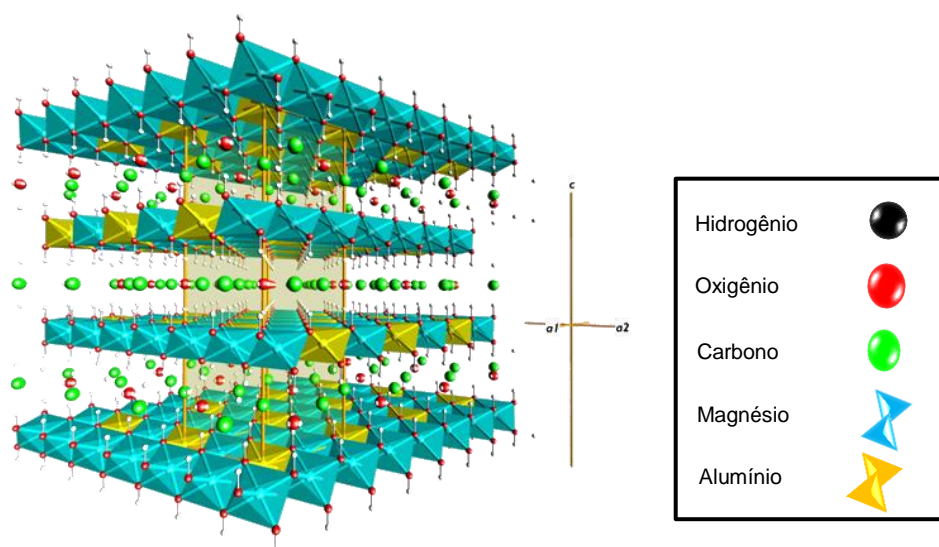 c
a1
a2
Hidrogênio
Oxigênio
Carbono
Magnésio
Alumínio